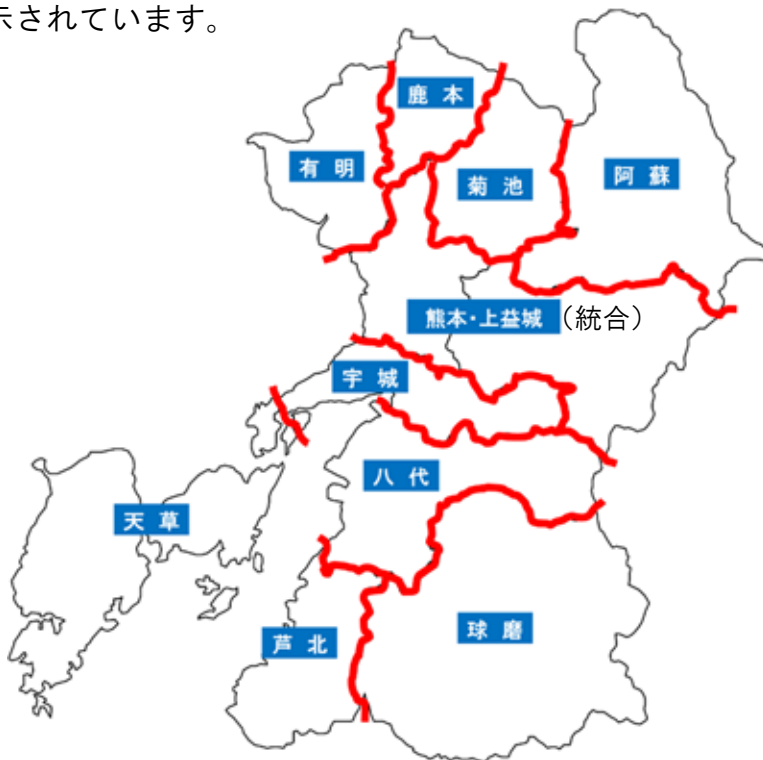 示されています。
鹿本
有明
菊池
阿蘇
熊本・上益城（統合）
宇城
八代
天草
芦北
球磨